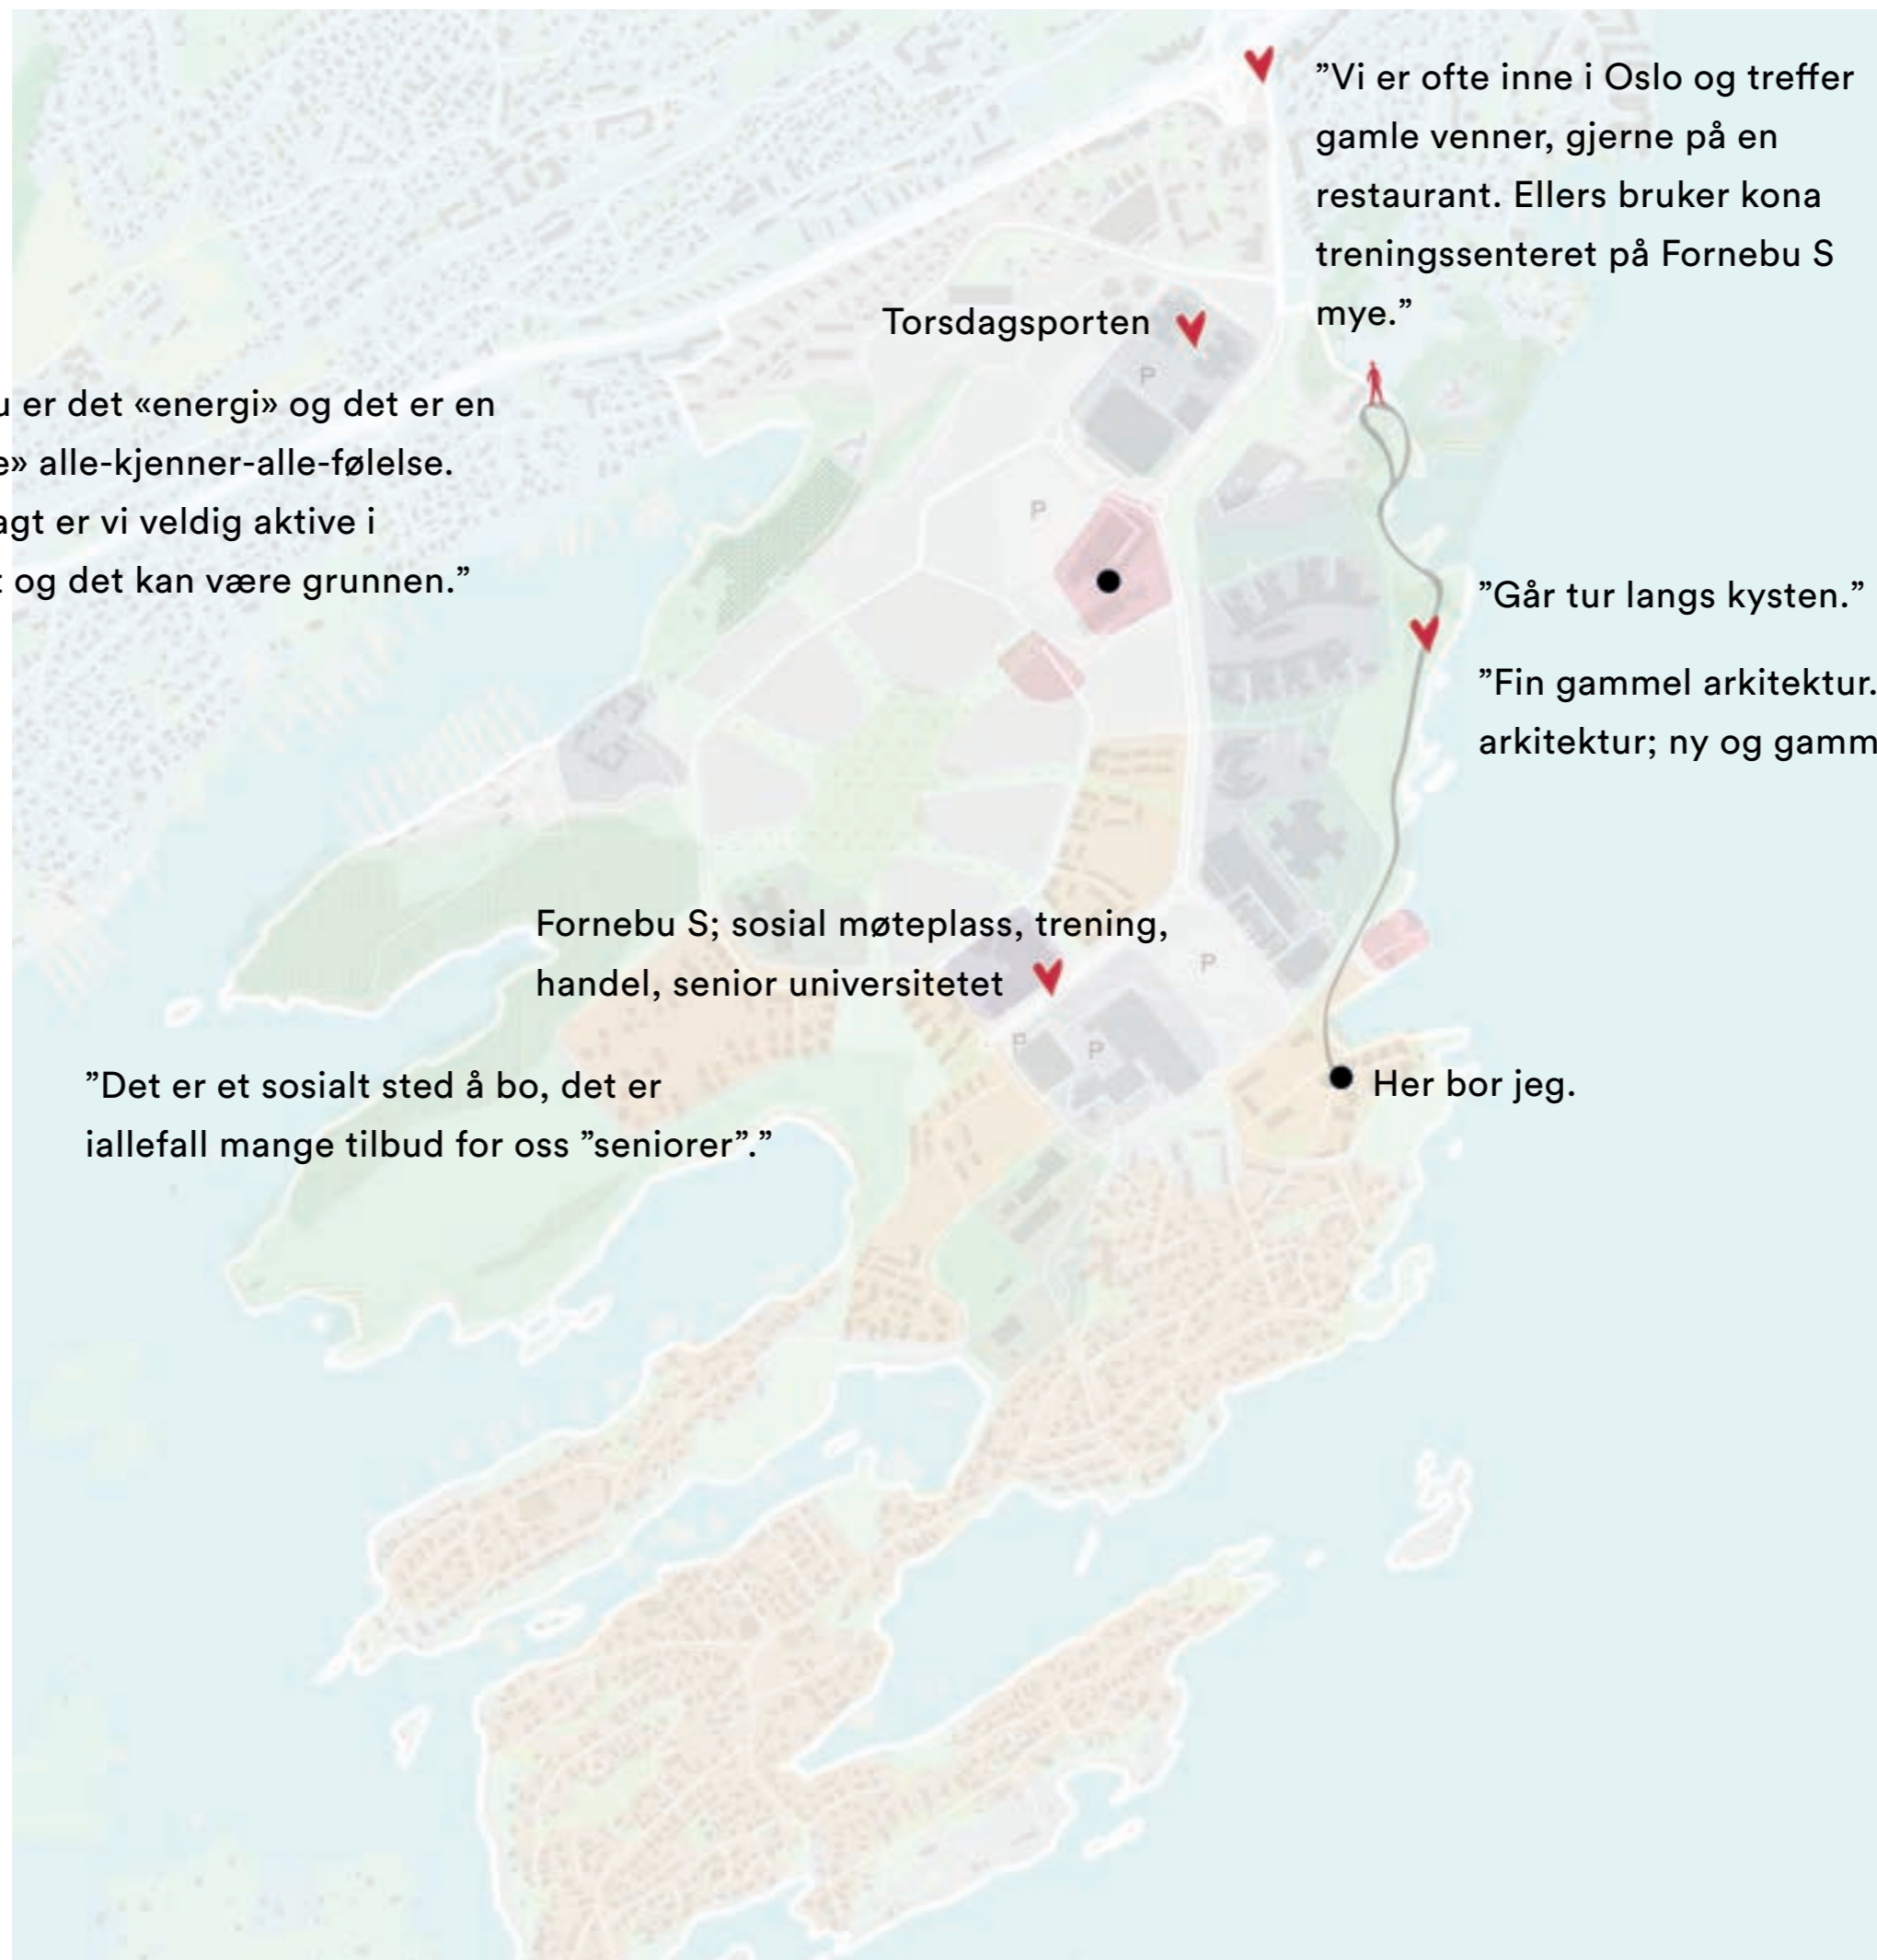 ”Vi er ofte inne i Oslo og treffer
gamle venner, gjerne på en
restaurant. Ellers bruker kona
treningssenteret på Fornebu S
mye.”
Torsdagsporten
P
u er det «energi» og det er en
e» alle-kjenner-alle-følelse.
agt er vi veldig aktive i
t og det kan være grunnen.”
P
”Går tur langs kysten.”
”Fin gammel arkitektur.
arkitektur; ny og gamm
Fornebu S; sosial møteplass, trening,
handel, senior universitetet
P
P
P
”Det er et sosialt sted å bo, det er
iallefall mange tilbud for oss ”seniorer”.”
Her bor jeg.